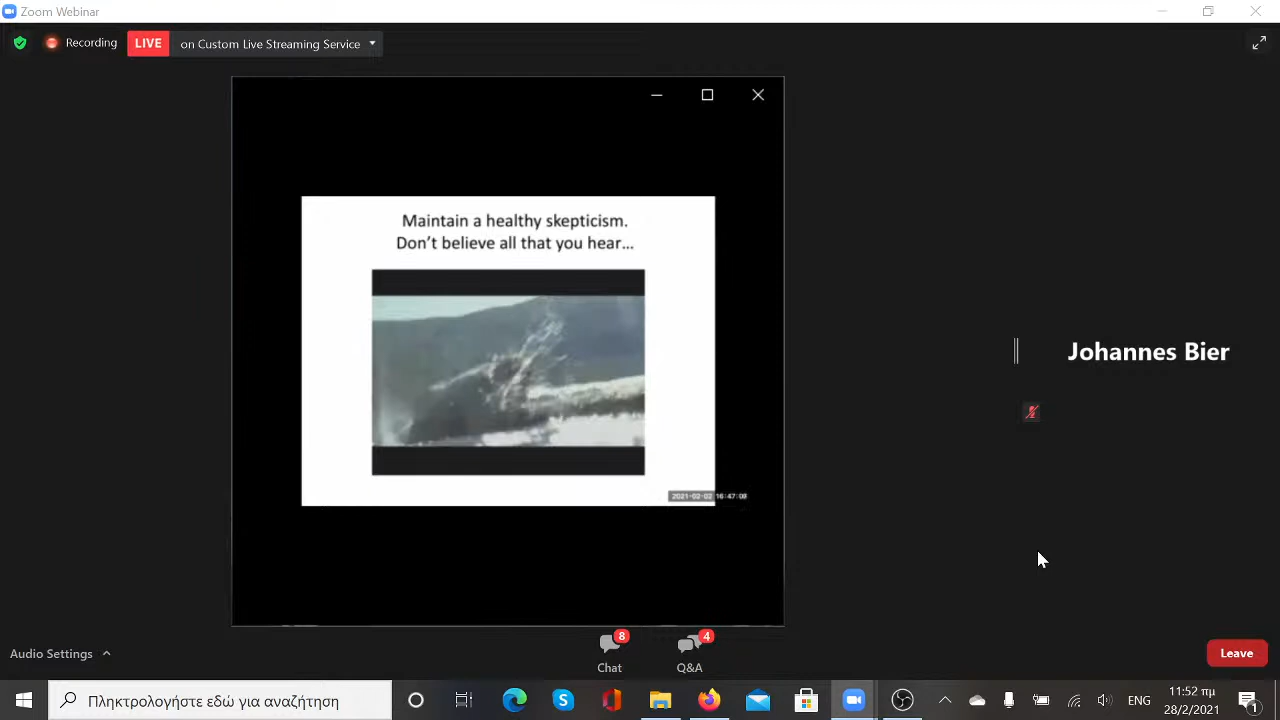 Zoom Webinar
Recording
LIVE
on Custom Live Streaming Service
Maintain a healthy skepticism.
Don't believe all that you hear...
2021-02-02 16:47:09
Johannes Bier
Audio Settings
8
Chat
4
Q&A
Leave
Πληκτρολογήστε εδώ για αναζήτηση
ENG
11:52 πμ
28/2/2021
1